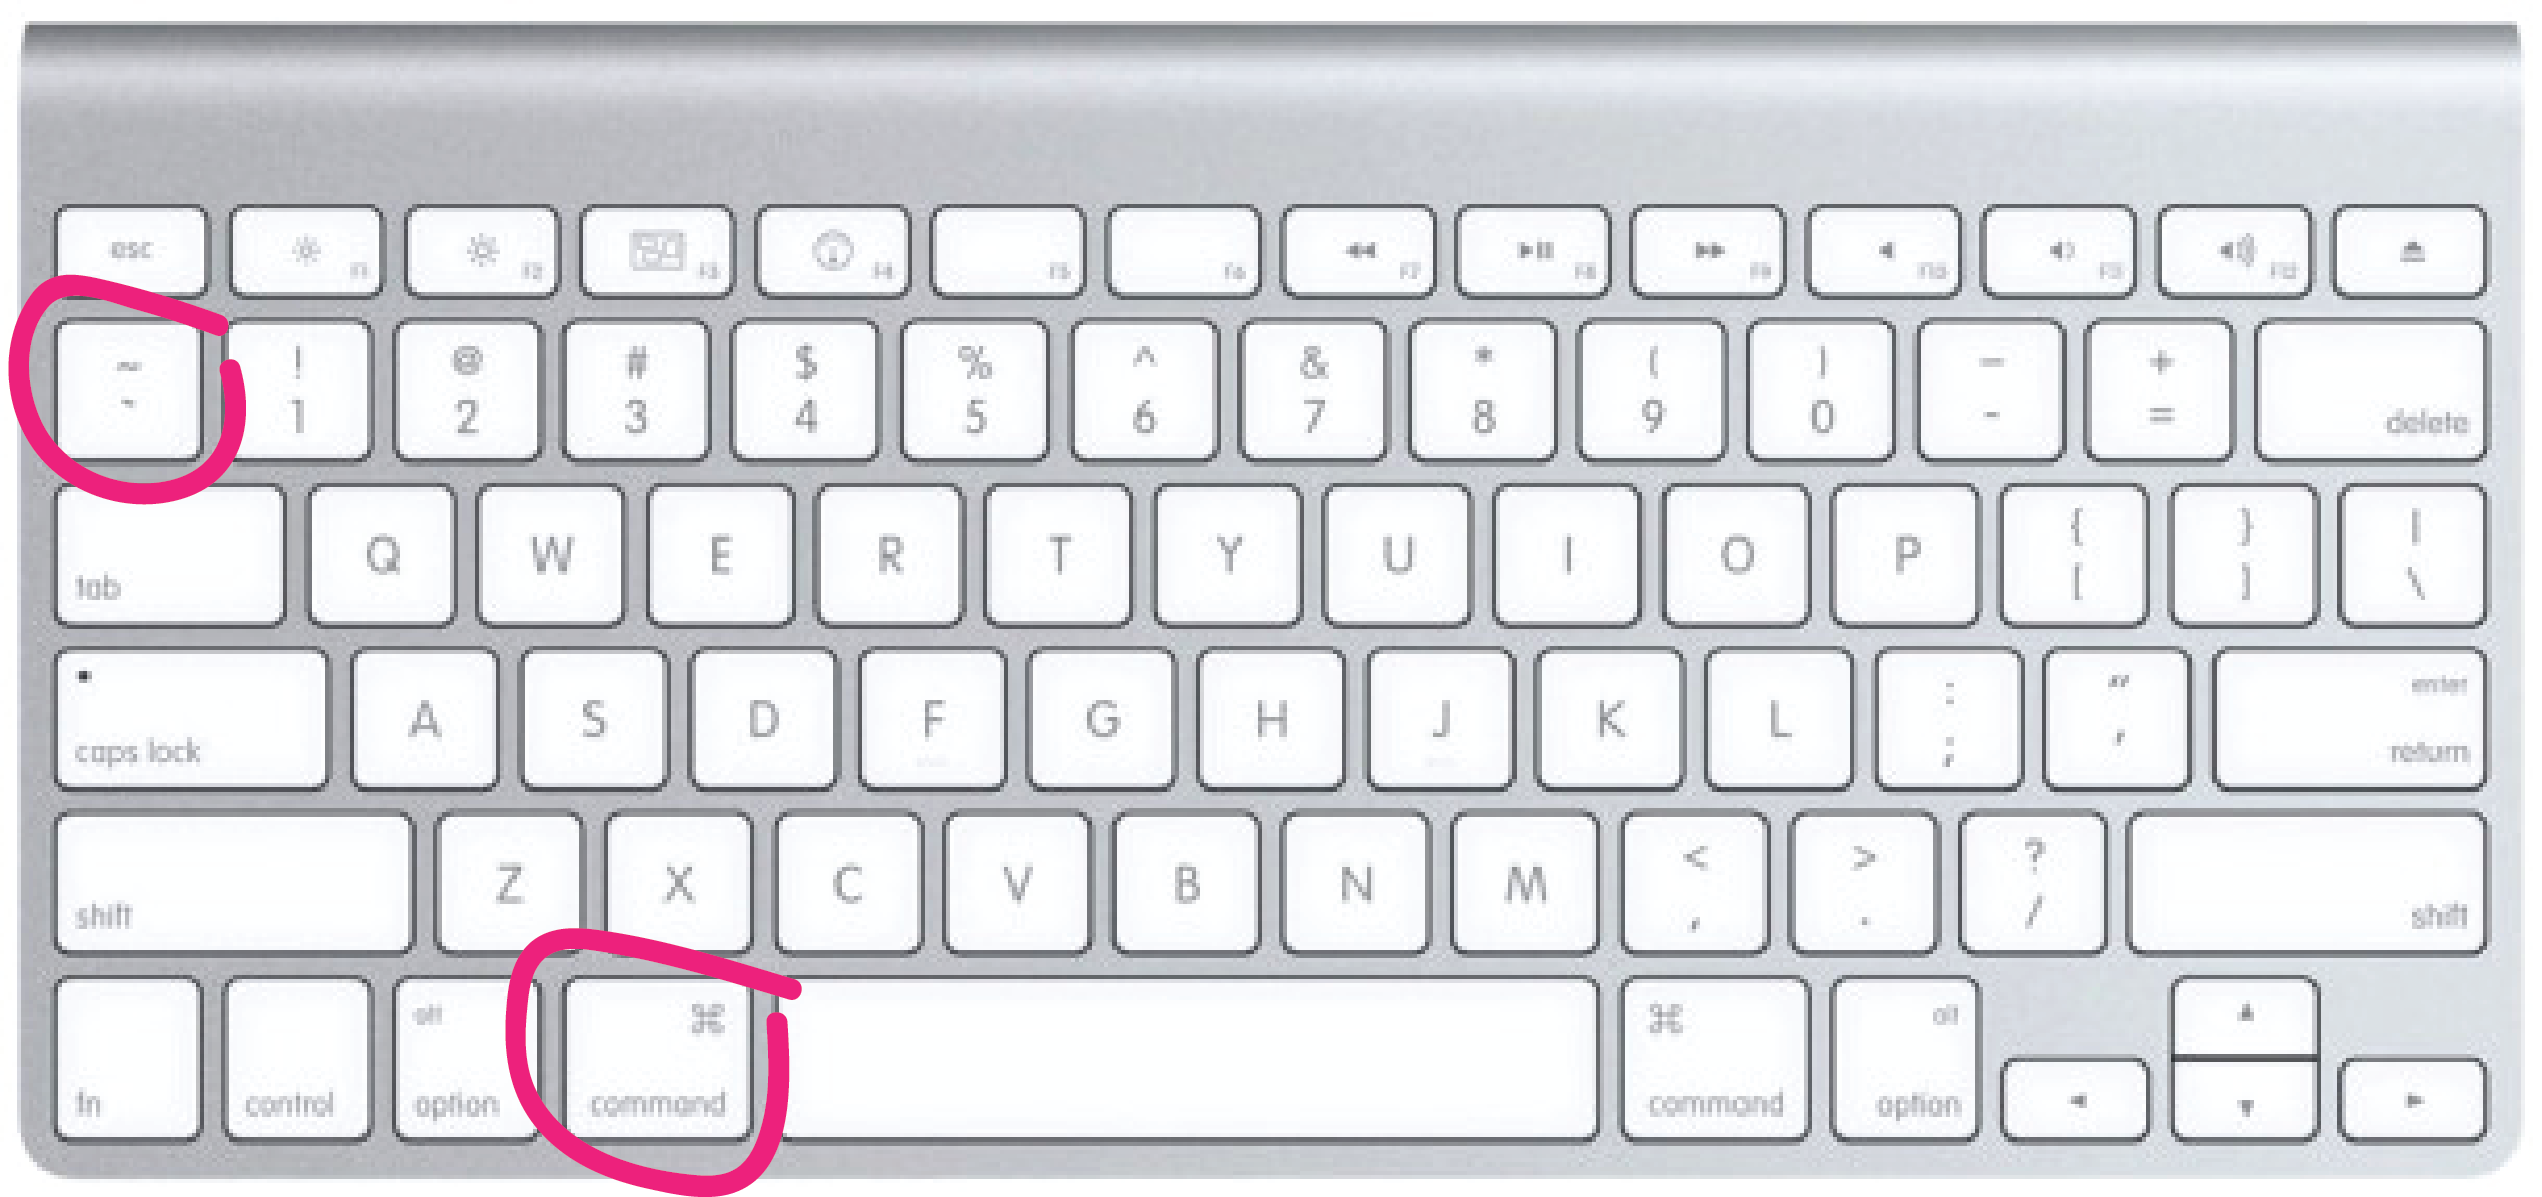 esc F1 F2 F3 F4 F5 F6 F7 F8 F9 F10 F11 F12
~ ! @ # $ % ^ & * ( ) — +
` 1 2 3 4 5 6 7 8 9 0 - = delete
tab Q W E R T Y U I O P { [ } ] | \
caps lock A S D F G H J K L : ; " ' enter return
shift Z X C V B N M < , > . ? / shift
fn control alt option ⌘ command ⌘ command alt option